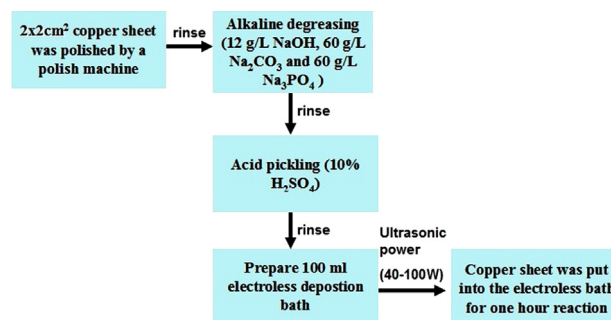 2x2cm² copper sheet
was polished by a
polish machine
rinse
Alkaline degreasing
(12 g/L NaOH, 60 g/L
Na₂CO₃ and 60 g/L
Na₃PO₄ )
rinse
Acid pickling (10%
H₂SO₄)
rinse
Prepare 100 ml
electroless depostion
bath
Ultrasonic
power
(40-100W)
Copper sheet was put
into the electroless bath
for one hour reaction